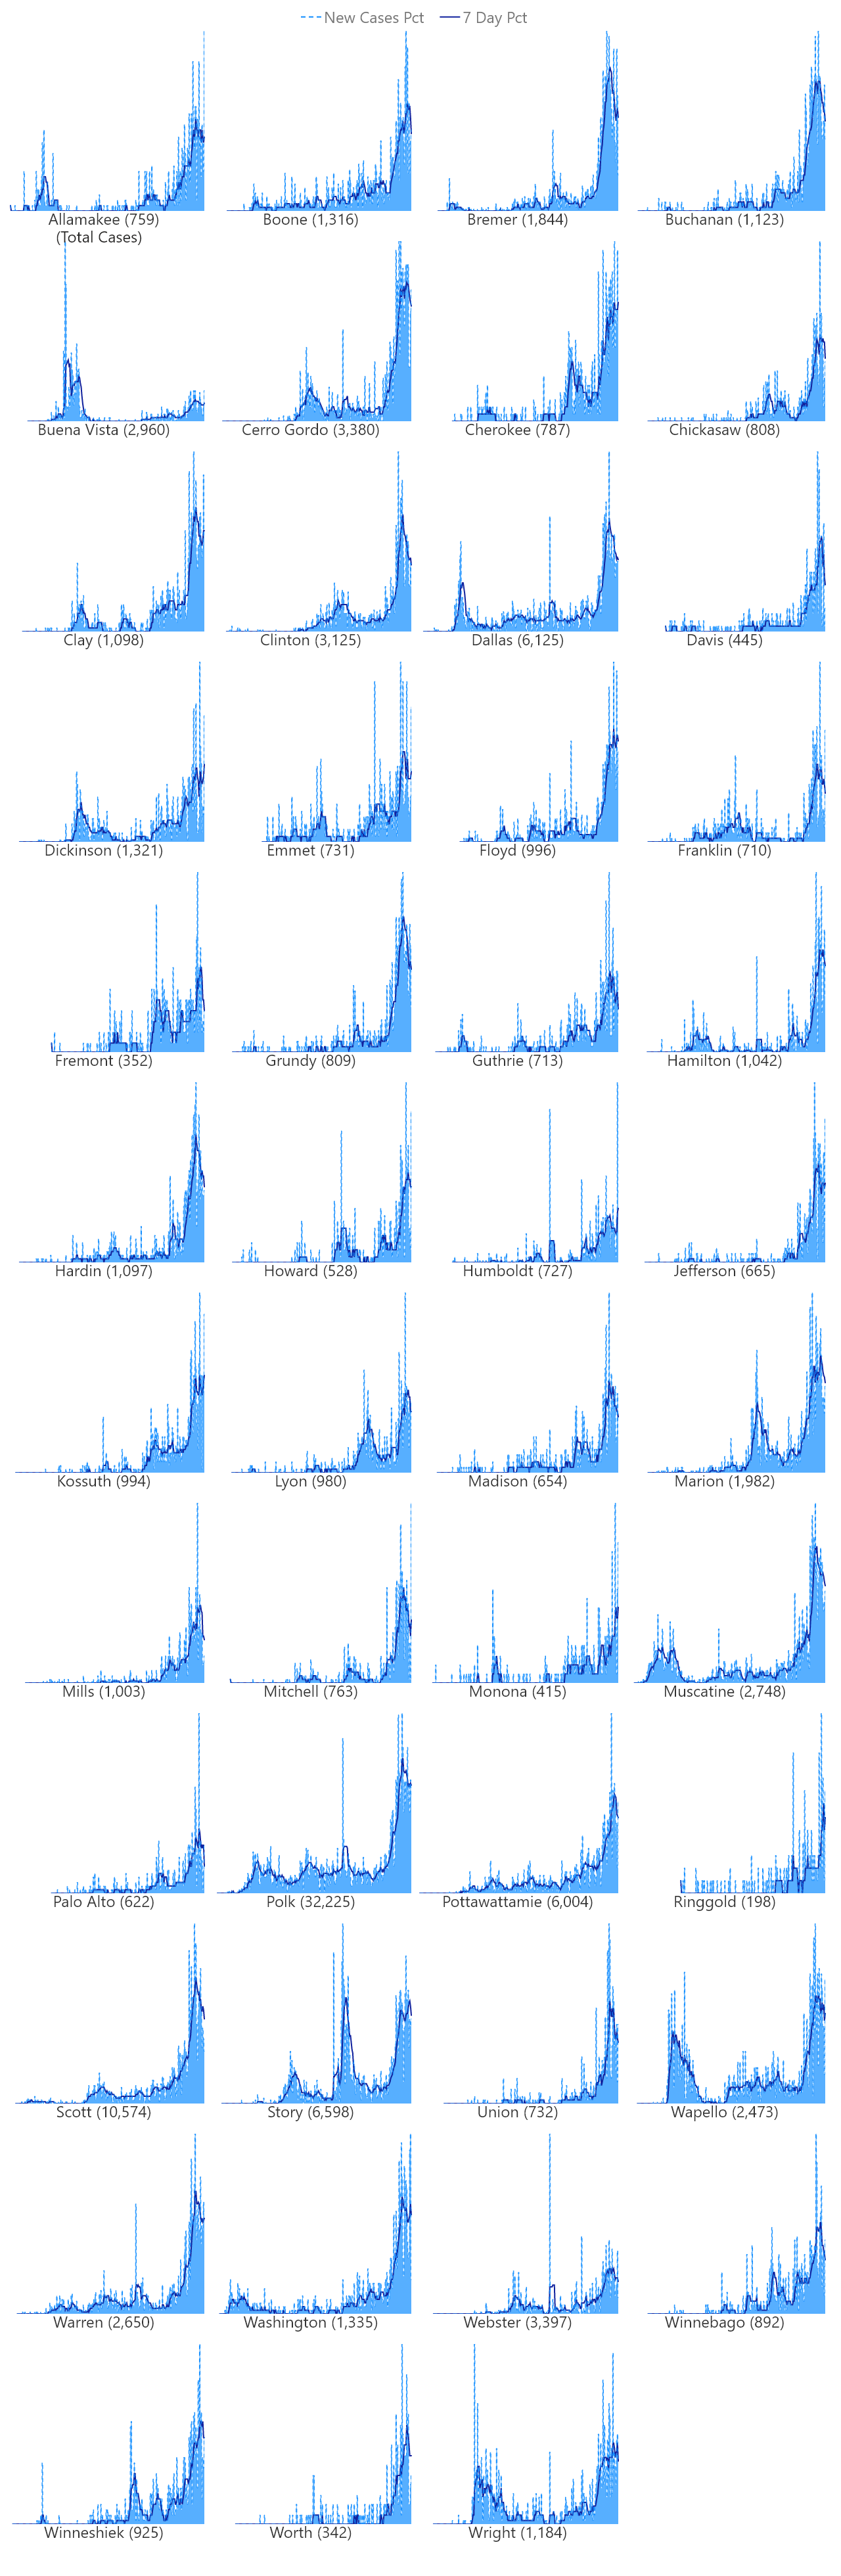 New Cases Pct 7 Day Pct
Allamakee (759) Boone (1,316) Bremer (1,844) Buchanan (1,123)
(Total Cases)
Buena Vista (2,960) Cerro Gordo (3,380) Cherokee (787) Chickasaw (808)
Clay (1,098) Clinton (3,125) Dallas (6,125) Davis (445)
Dickinson (1,321) Emmet (731) Floyd (996) Franklin (710)
Fremont (352) Grundy (809) Guthrie (713) Hamilton (1,042)
Hardin (1,097) Howard (528) Humboldt (727) Jefferson (665)
Kossuth (994) Lyon (980) Madison (654) Marion (1,982)
Mills (1,003) Mitchell (763) Monona (415) Muscatine (2,748)
Palo Alto (622) Polk (32,225) Pottawattamie (6,004) Ringgold (198)
Scott (10,574) Story (6,598) Union (732) Wapello (2,473)
Warren (2,650) Washington (1,335) Webster (3,397) Winnebago (892)
Winneshiek (925) Worth (342) Wright (1,184)